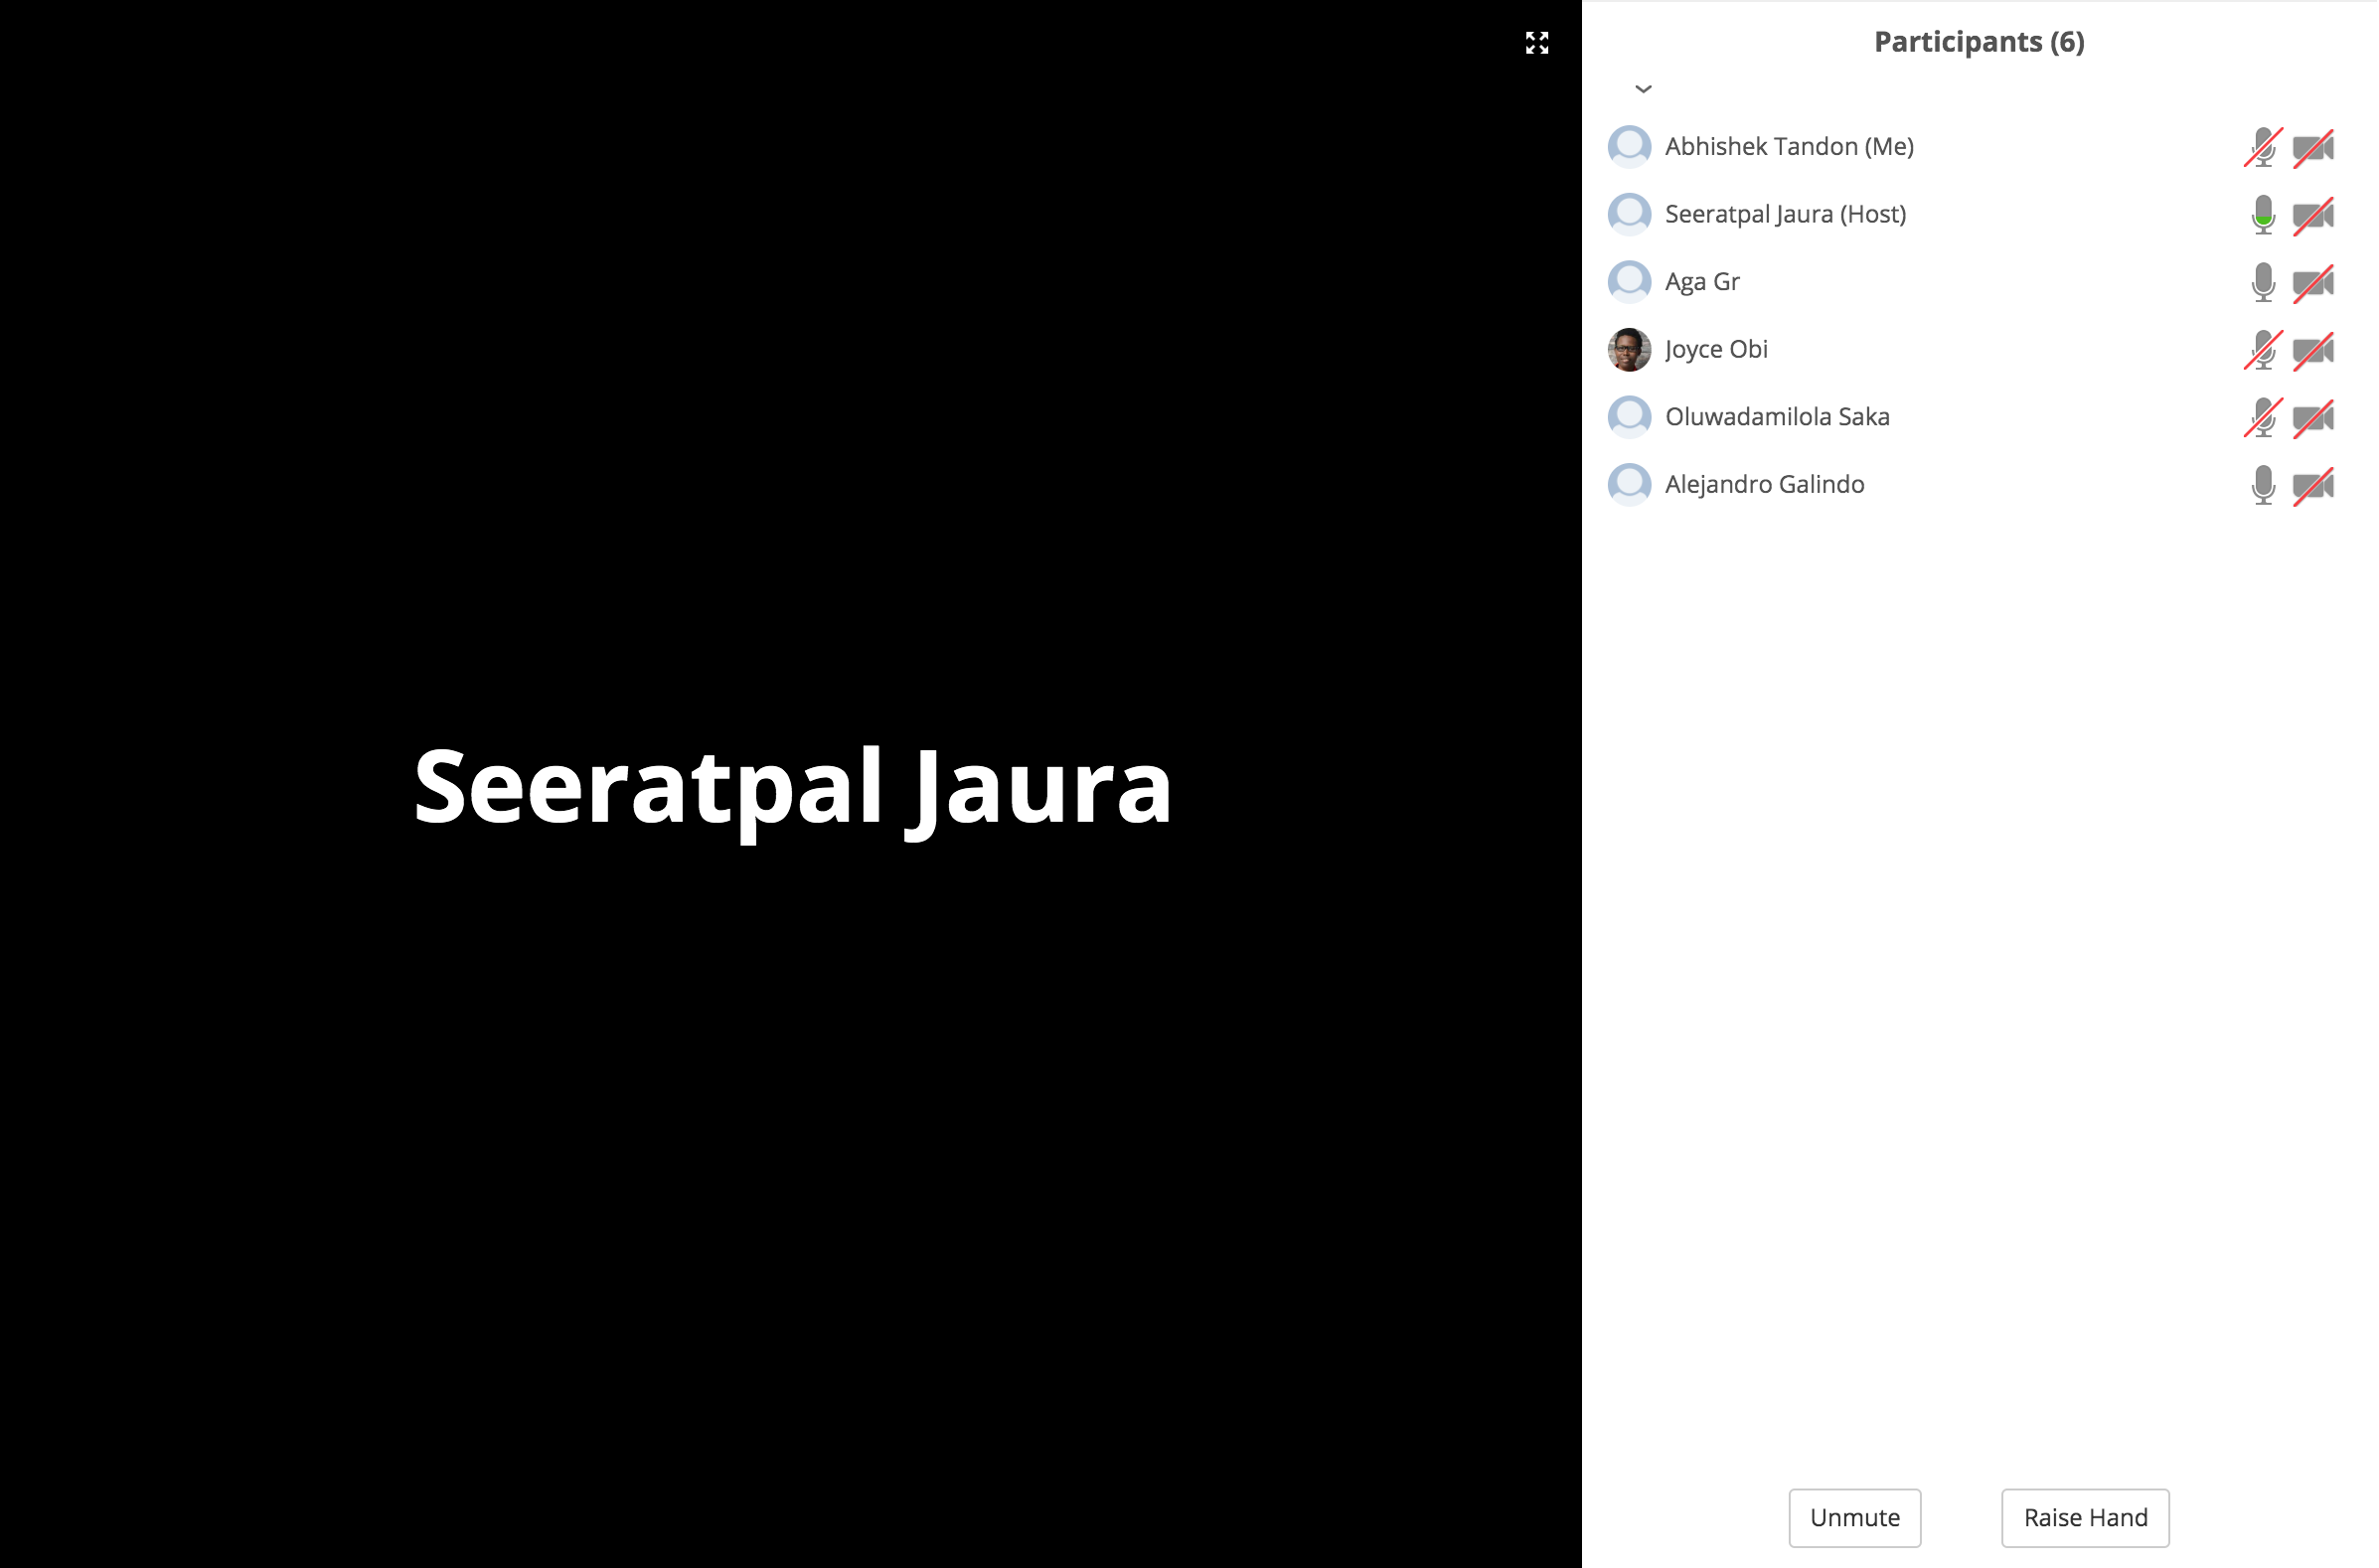 Seeratpal Jaura
Participants (6)
Abhishek Tandon (Me)
Seeratpal Jaura (Host)
Aga Gr
Joyce Obi
Oluwadamilola Saka
Alejandro Galindo
Unmute
Raise Hand